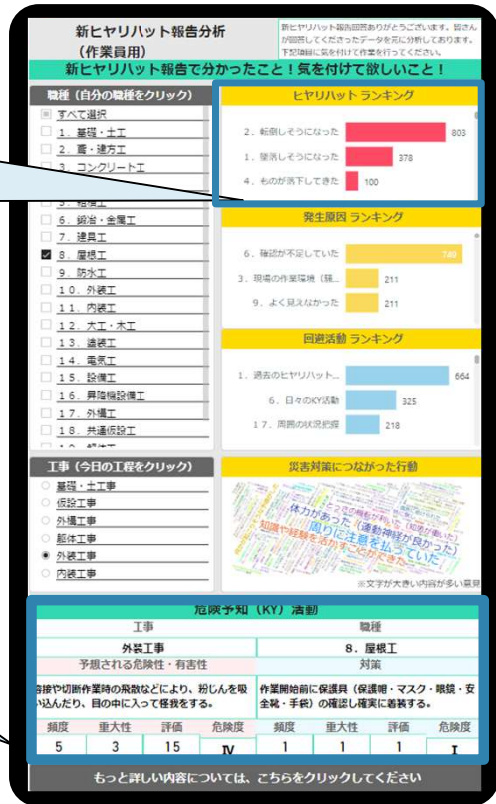 新ヒヤリハット報告分析
（作業員用）
新ヒヤリハット報告回答ありがとうございます。皆さん
が回答してくださったデータを元に分析しております。
下記項目に気を付けて作業を行ってください。
新ヒヤリハット報告で分かったこと！気を付けて欲しいこと！
職種（自分の職種をクリック）
すべて選択
1．基礎・土工
2．鳶・建方工
3．コンクリート工
6．鍛冶・金属工
7．建具工
8．屋根工
9．防水工
10．外装工
11．内装工
12．大工・木工
13．塗装工
14．電気工
15．設備工
16．昇降機設備工
17．外構工
18．共通仮設工
ヒヤリハット ランキング
2．転倒しそうになった 803
1．墜落しそうになった 378
4．ものが落下してきた 100
発生原因 ランキング
6．確認が不足していた 740
3．現場の作業環境（騒... 211
9．よく見えなかった 211
回避活動 ランキング
1．過去のヒヤリハット... 664
6．日々のKY活動 325
17．周囲の状況把握 218
工事（今日の工程をクリック）
基礎・土工事
仮設工事
外構工事
躯体工事
外装工事
内装工事
災害対策につながった行動
体力があった（運動神経が良かった）
周りに注意を払っていた
知識や経験を活かすことができた
※文字が大きい内容が多い意見
危険予知（KY）活動
工事 職種
外装工事 8．屋根工
予想される危険性・有害性 対策
溶接や切断作業時の飛散などにより、粉じんを吸
い込んだり、目の中に入って怪我をする。
作業開始前に保護具（保護帽・マスク・眼鏡・安
全靴・手袋）の確認し確実に着装する。
頻度 重大性 評価 危険度 頻度 重大性 評価 危険度
5 3 15 Ⅳ 1 1 1 Ⅰ
もっと詳しい内容については、こちらをクリックしてください